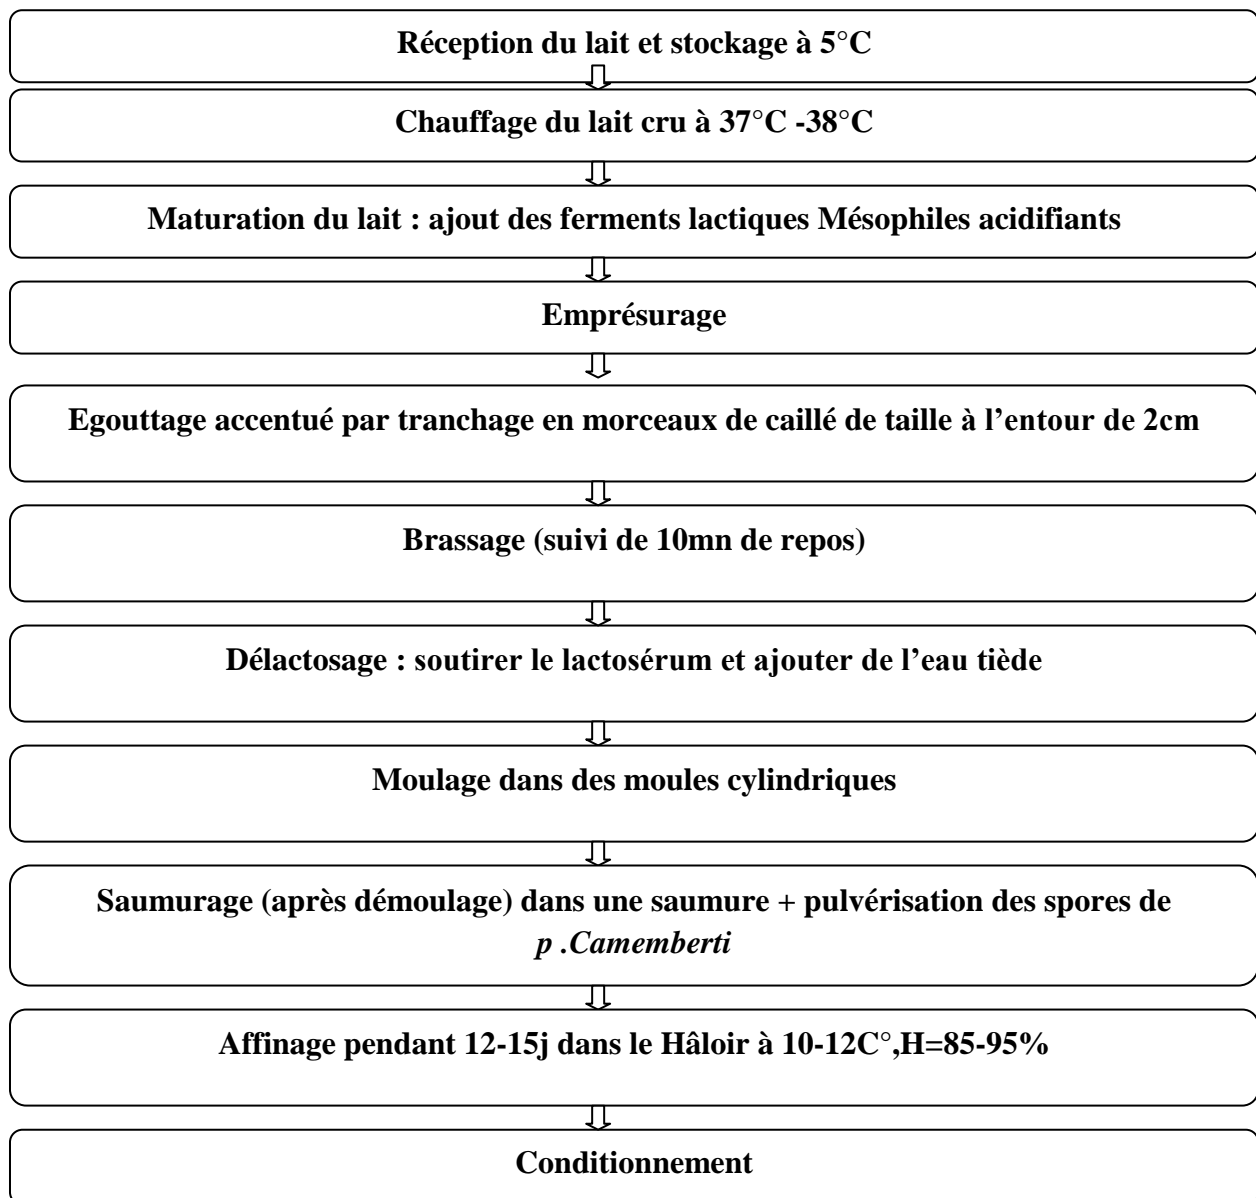 Réception du lait et stockage à 5°C
Chauffage du lait cru à 37°C -38°C
Maturation du lait : ajout des ferments lactiques Mésophiles acidifiants
Emprésurage
Egouttage accentué par tranchage en morceaux de caillé de taille à l’entour de 2cm
Brassage (suivi de 10mn de repos)
Délactosage : soutirer le lactosérum et ajouter de l’eau tiède
Moulage dans des moules cylindriques
Saumurage (après démoulage) dans une saumure + pulvérisation des spores de
p .Camemberti
Affinage pendant 12-15j dans le Hâloir à 10-12C°,H=85-95%
Conditionnement